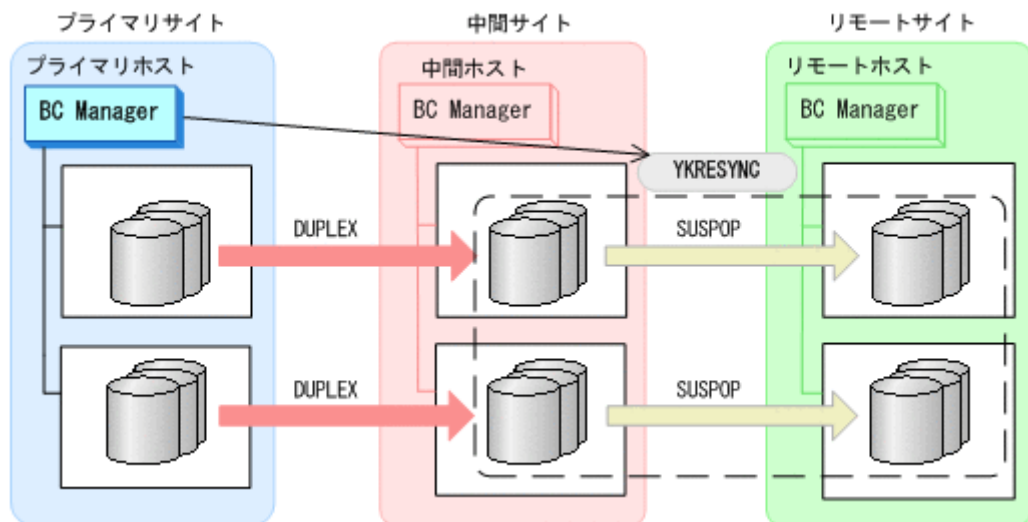 プライマリサイト
中間サイト
リモートサイト
プライマリホスト
中間ホスト
リモートホスト
BC Manager
BC Manager
BC Manager
YKRESYNC
DUPLEX
SUSPOP
DUPLEX
SUSPOP